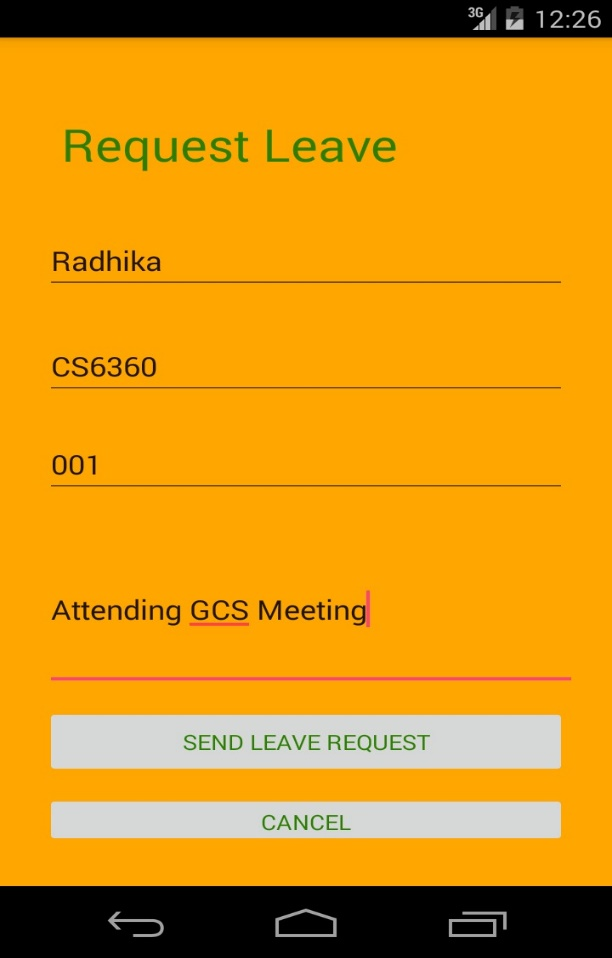 3G 12:26
Request Leave
Radhika
CS6360
001
Attending GCS Meeting
SEND LEAVE REQUEST
CANCEL